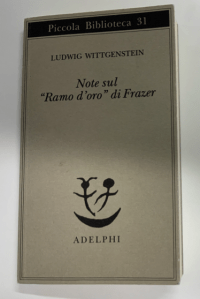 Piccola Biblioteca 31
LUDWIG WITTGENSTEIN
Note sul
“Ramo d’oro” di Frazer
ADELPHI